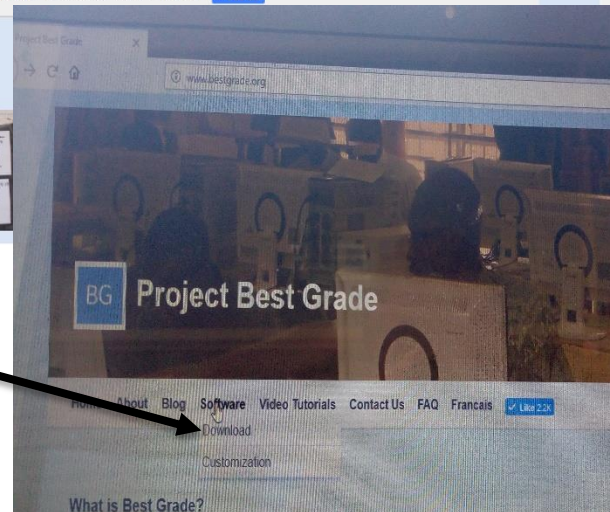 Project Best Grade
www.bestgrade.org
BG Project Best Grade
Home About Blog Software Video Tutorials Contact Us FAQ Francais Like 2.2K
Download
Customization
What is Best Grade?